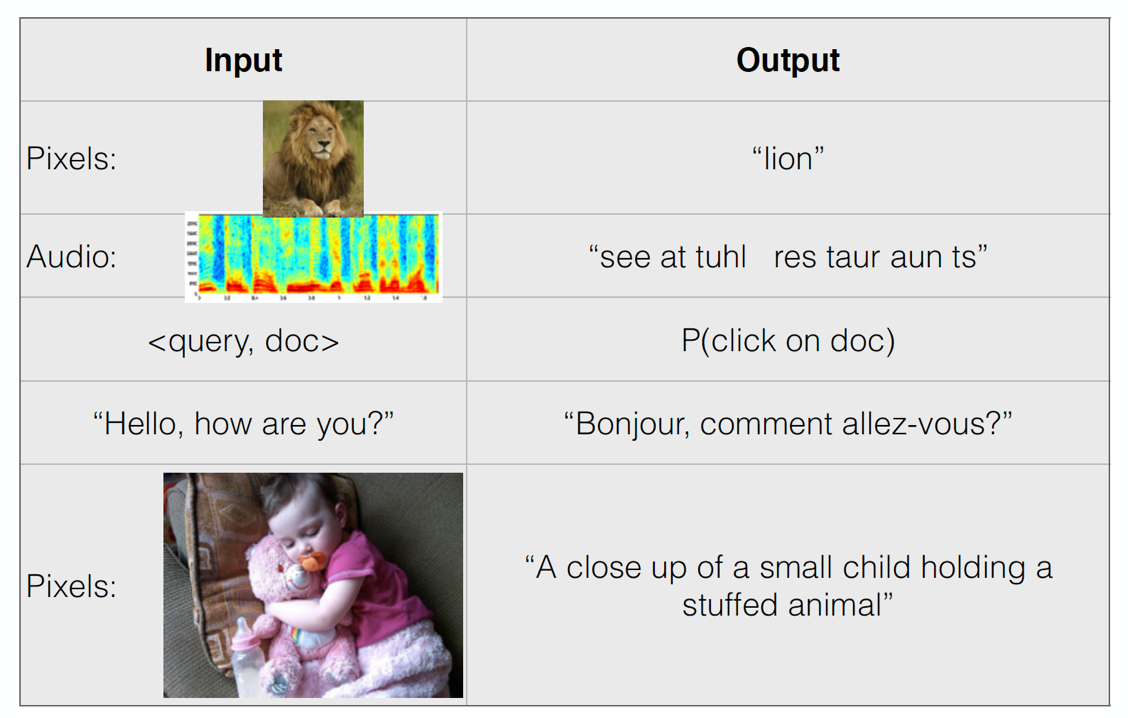 Input
Output
Pixels:
“lion”
Audio:
“see at tuhl   res taur aun ts”
<query, doc>
P(click on doc)
“Hello, how are you?”
“Bonjour, comment allez-vous?”
Pixels:
“A close up of a small child holding a
stuffed animal”